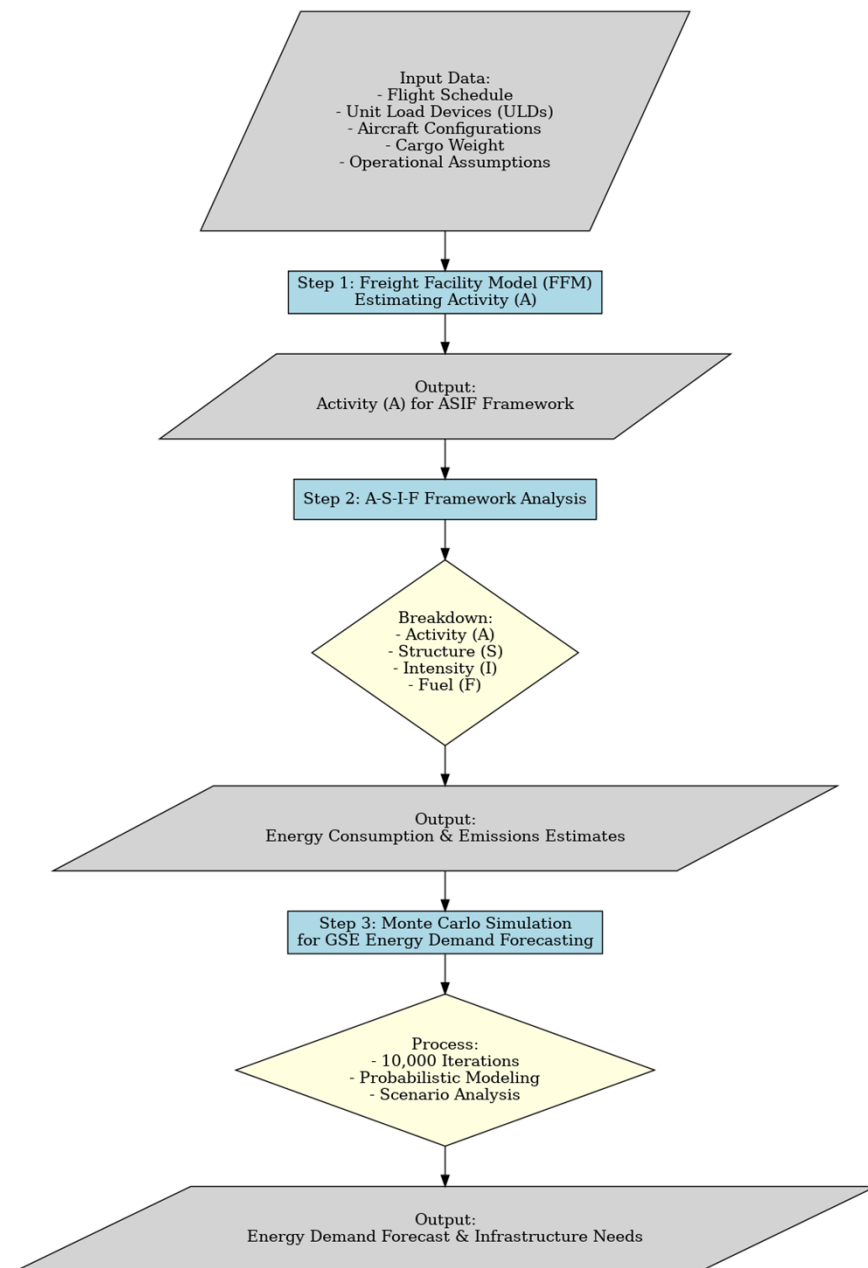 Input Data:
- Flight Schedule
- Unit Load Devices (ULDs)
- Aircraft Configurations
- Cargo Weight
- Operational Assumptions
Step 1: Freight Facility Model (FFM)
Estimating Activity (A)
Output:
Activity (A) for ASIF Framework
Step 2: A-S-I-F Framework Analysis
Breakdown:
- Activity (A)
- Structure (S)
- Intensity (I)
- Fuel (F)
Output:
Energy Consumption & Emissions Estimates
Step 3: Monte Carlo Simulation
for GSE Energy Demand Forecasting
Process:
- 10,000 Iterations
- Probabilistic Modeling
- Scenario Analysis
Output:
Energy Demand Forecast & Infrastructure Needs